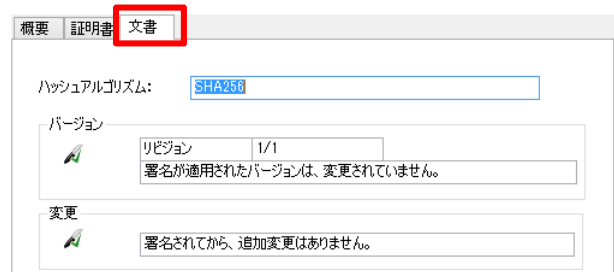 概要 証明書 文書
ハッシュアルゴリズム: SHA256
バージョン
リビジョン 1/1
署名が適用されたバージョンは、変更されていません。
変更
署名されてから、追加変更はありません。